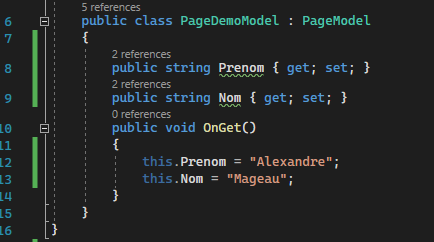 5 references
6 public class PageDemoModel : PageModel
7 {
2 references
8 public string Prenom { get; set; }
2 references
9 public string Nom { get; set; }
0 references
10 public void OnGet()
11 {
12 this.Prenom = "Alexandre";
13 this.Nom = "Mageau";
14 }
15 }
16 }